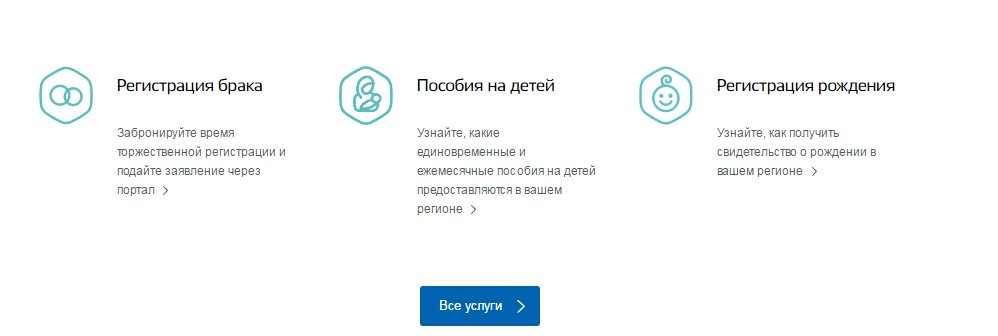 Регистрация брака
Забронируйте время
торжественной регистрации и
подайте заявление через
портал
Пособия на детей
Узнайте, какие
единовременные и
ежемесячные пособия на детей
предоставляются в вашем
регионе
Регистрация рождения
Узнайте, как получить
свидетельство о рождении в
вашем регионе
Все услуги